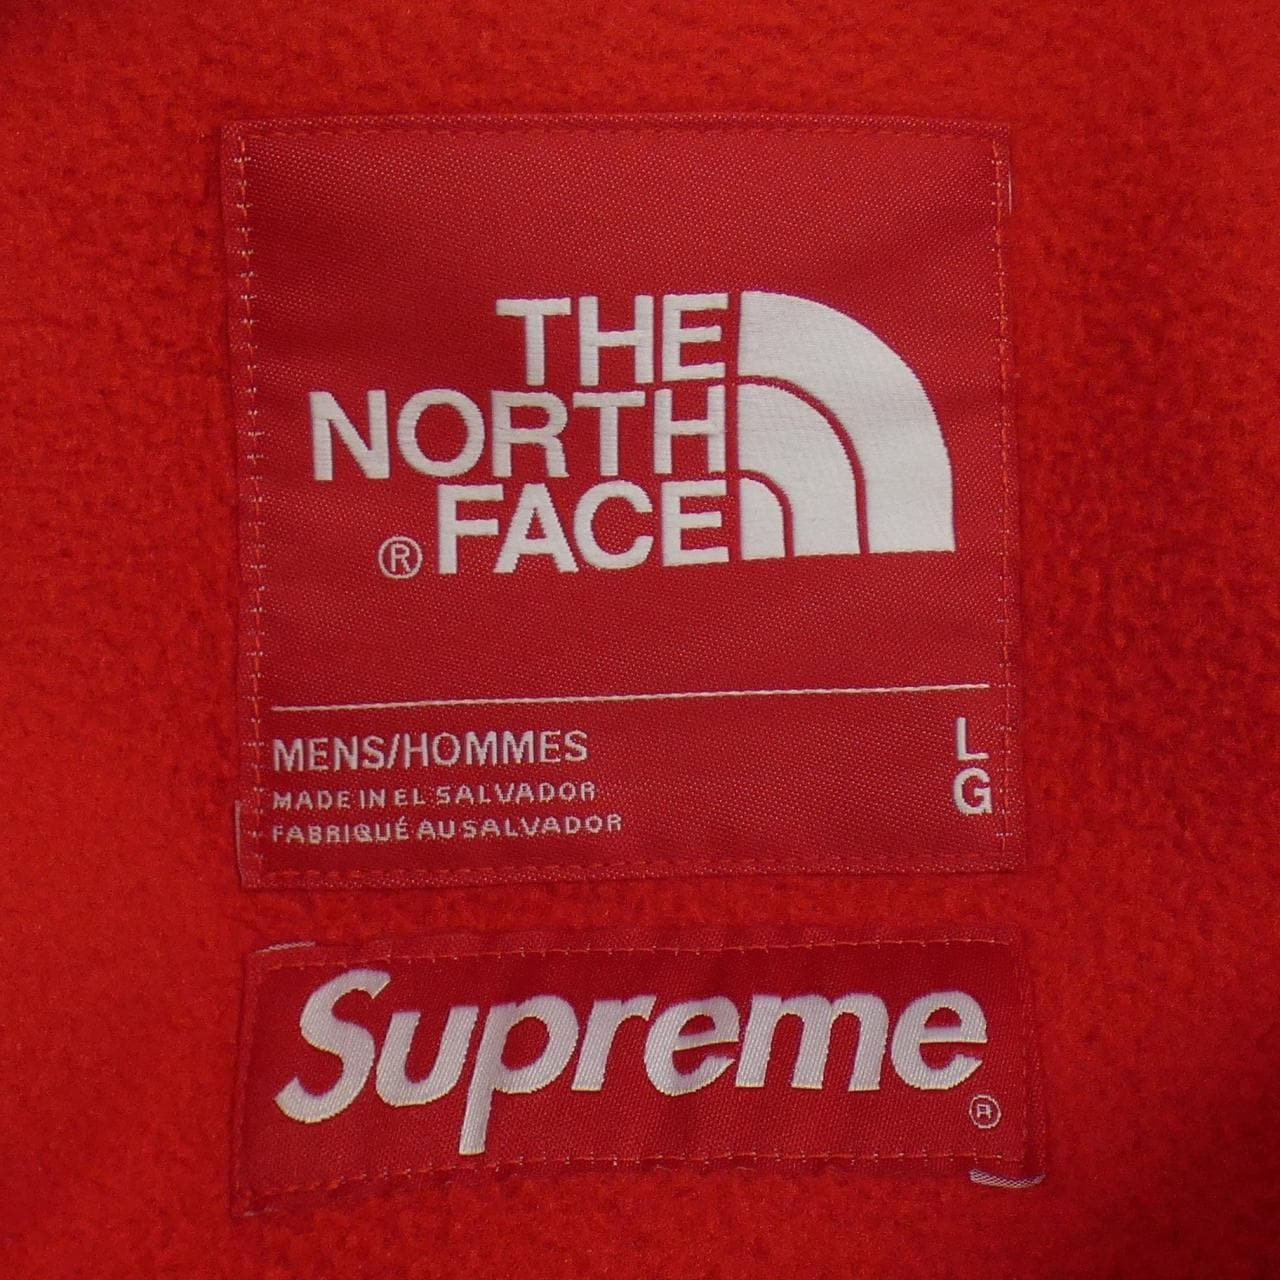 THE
NORTH
®FACE
MENS/HOMMES
MADE IN EL SALVADOR
FABRIQUÉ AU SALVADOR
L
G
Supreme®